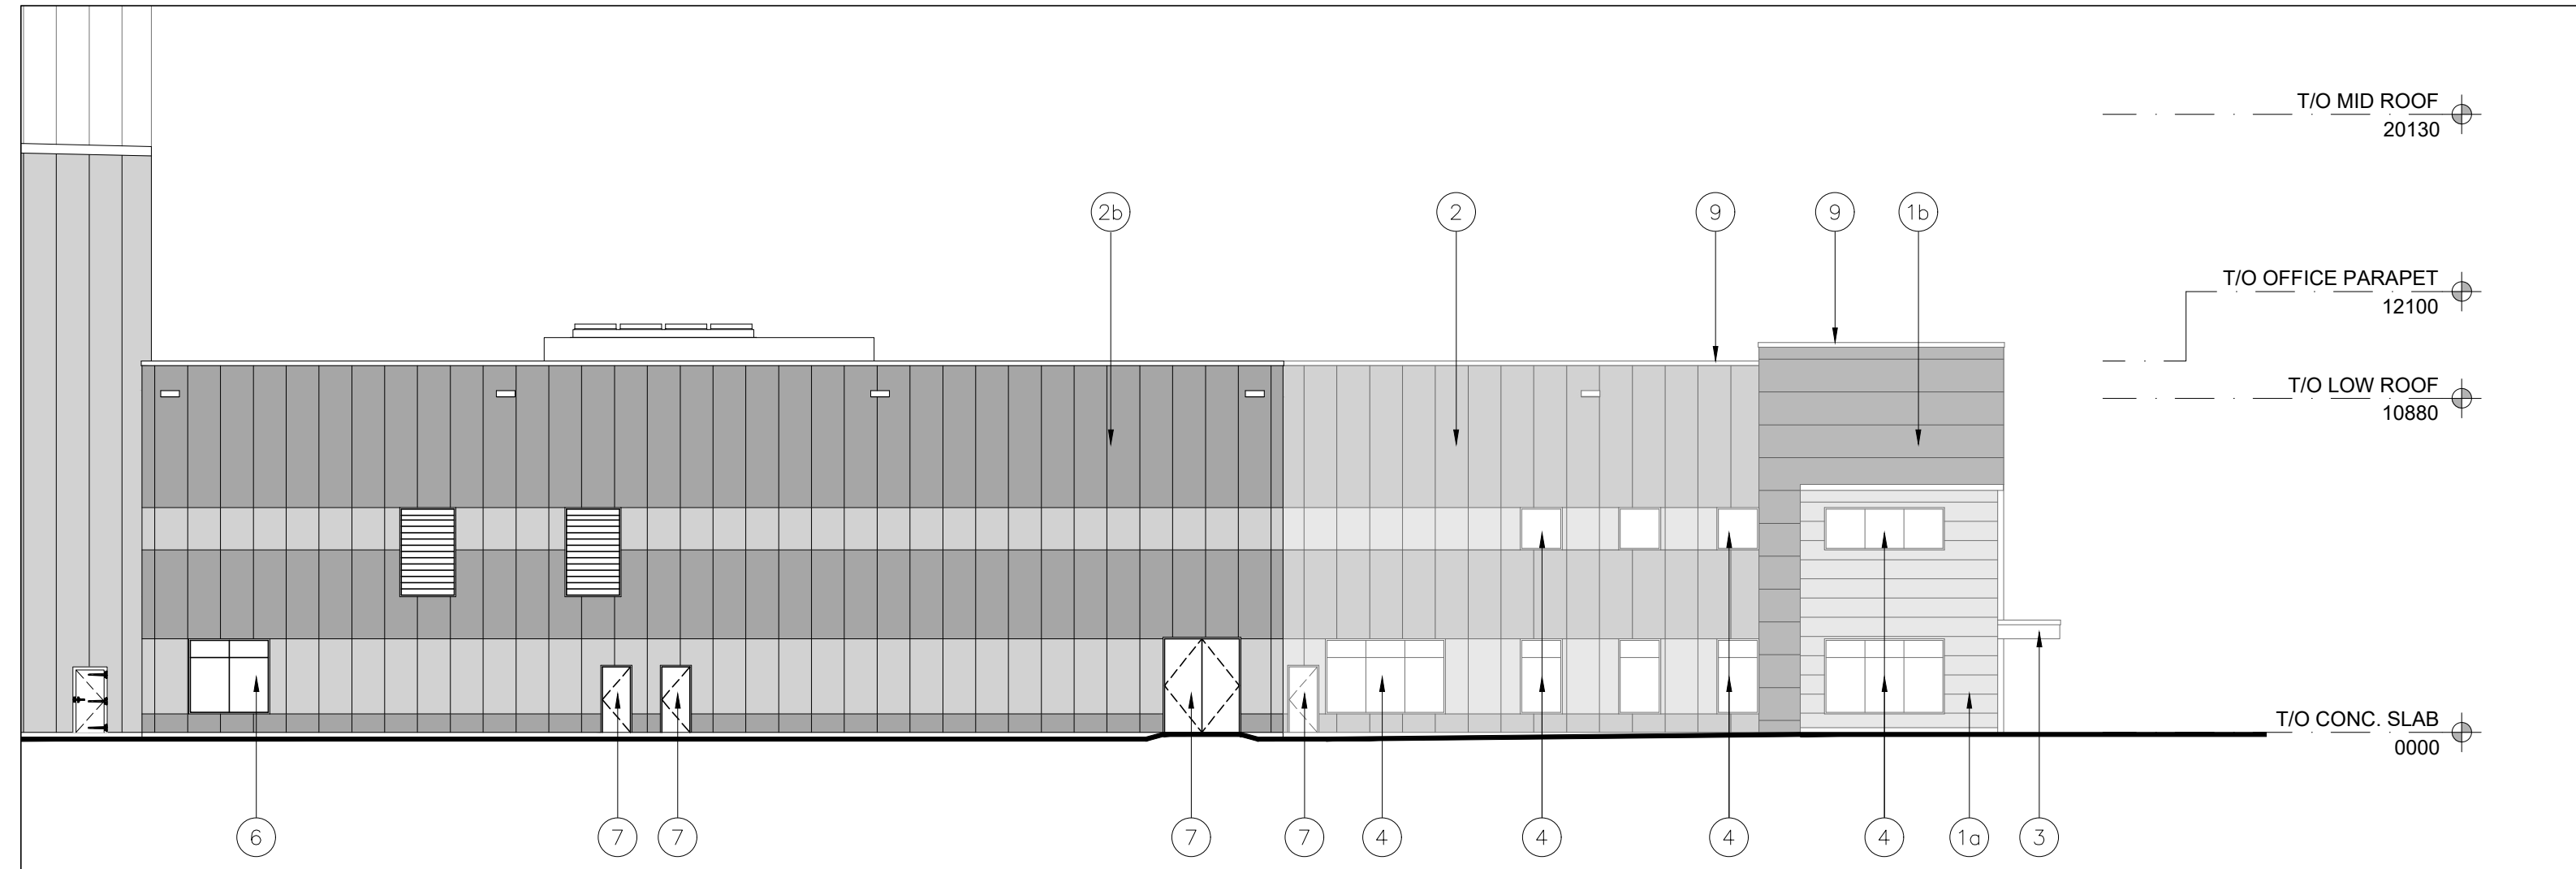 T/O MID ROOF
20130
2b
2
9
9
1b
T/O OFFICE PARAPET
12100
T/O LOW ROOF
10880
T/O CONC. SLAB
0000
6
7
7
7
7
4
4
4
4
1a
3